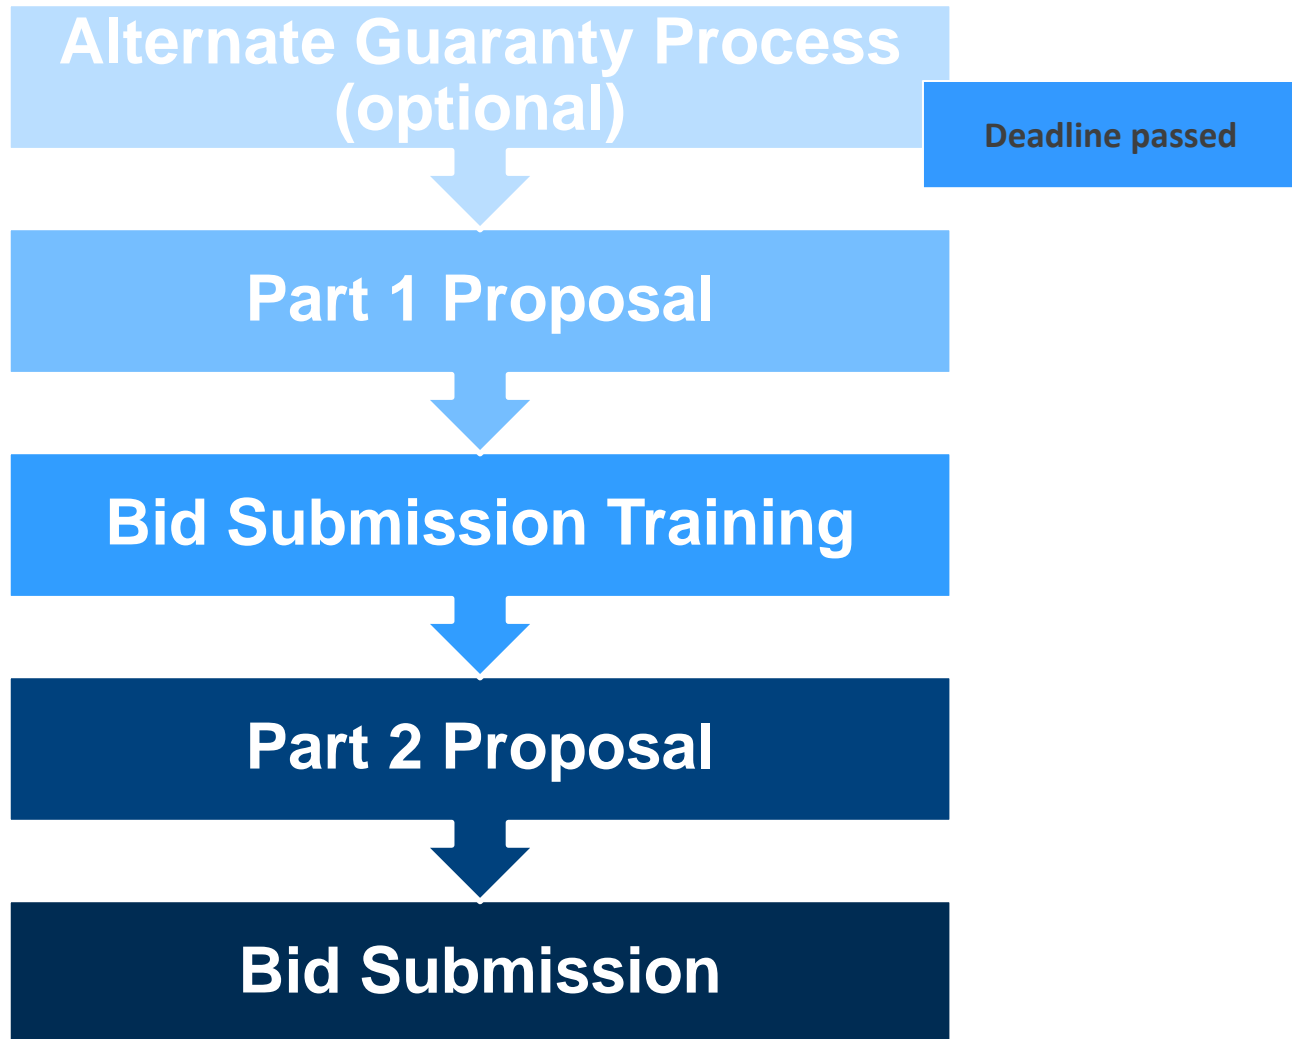 Alternate Guaranty Process
(optional)
Deadline passed
Part 1 Proposal
Bid Submission Training
Part 2 Proposal
Bid Submission